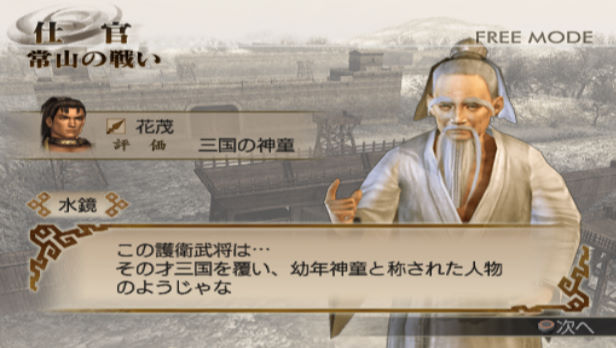 仕官
FREE MODE
常山の戦い
花茂
評価 三国の神童
水鏡
この護衛武将は…
その才三国を覆い、幼年神童と称された人物
のようじゃな
次へ